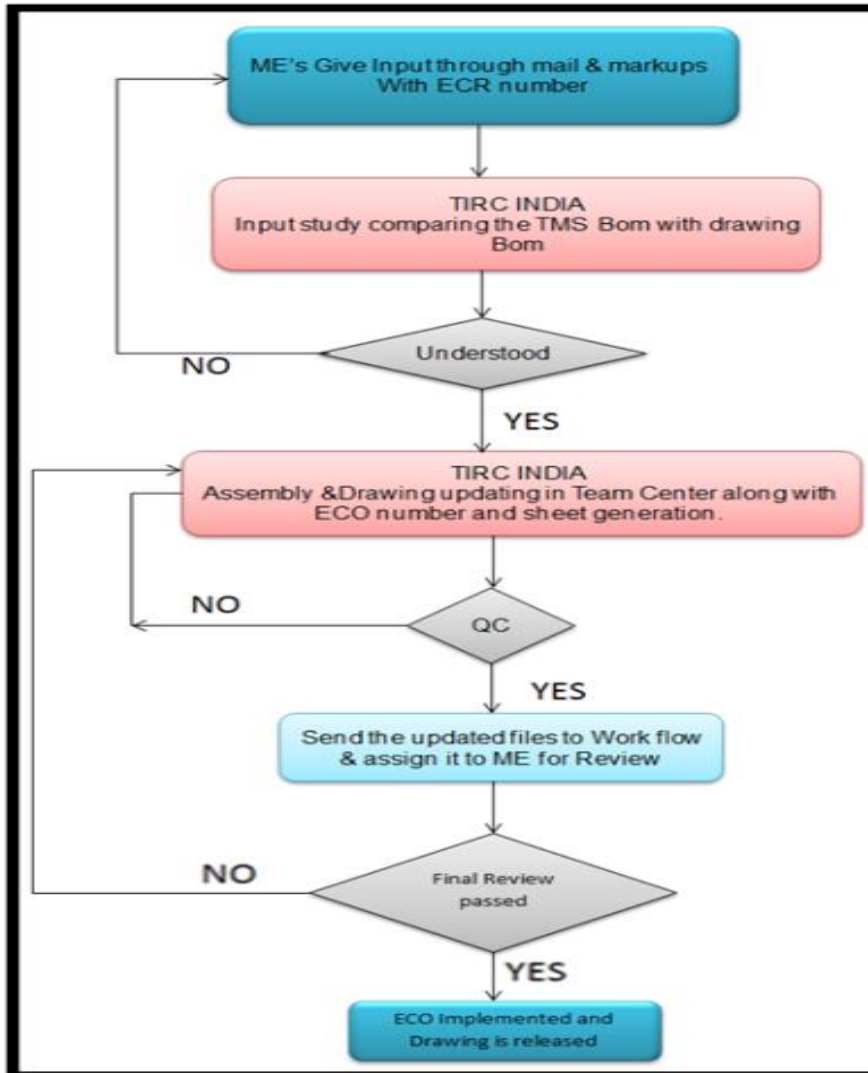 ME's Give Input through mail & markups
With ECR number
TIRC INDIA
Input study comparing the TMS Bom with drawing
Bom
Understood
NO
YES
TIRC INDIA
Assembly &Drawing updating in Team Center along with
ECO number and sheet generation.
NO
QC
YES
Send the updated files to Work flow
& assign it to ME for Review
NO
Final Review
passed
YES
ECO Implemented and
Drawing is released